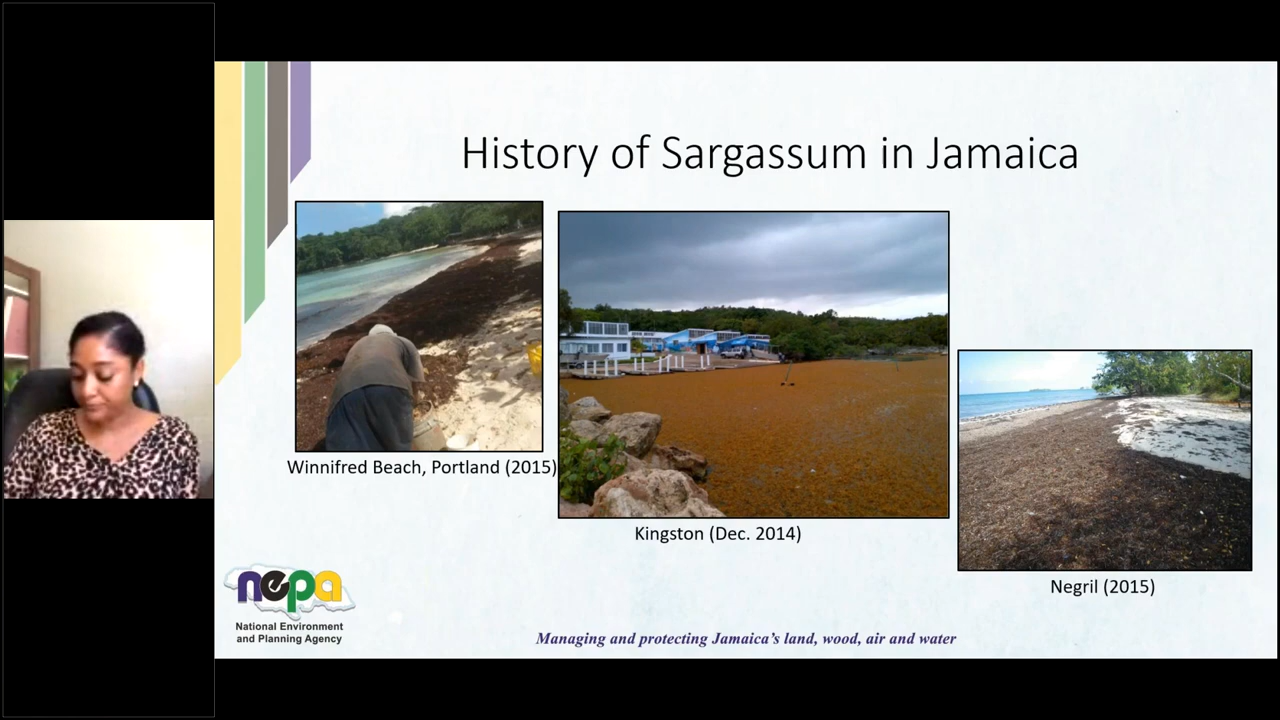 History of Sargassum in Jamaica
Winnifred Beach, Portland (2015)
Kingston (Dec. 2014)
Negril (2015)
nepa
National Environment
and Planning Agency
Managing and protecting Jamaica's land, wood, air and water